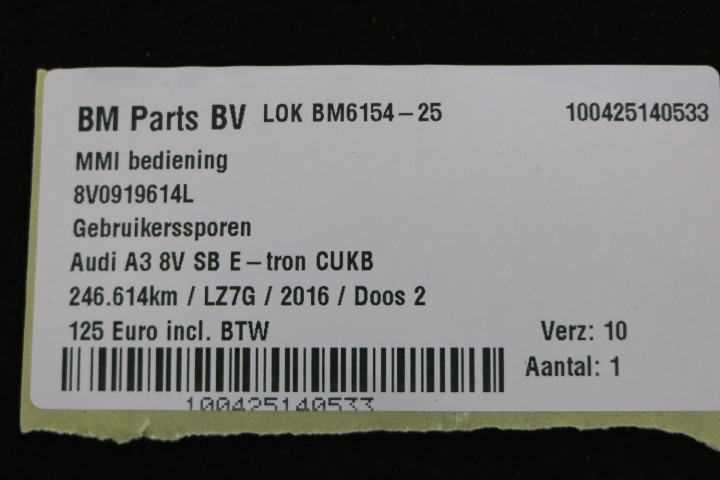 BM Parts BV LOK BM6154-25 100425140533
MMI bediening
8V0919614L
Gebruikerssporen
Audi A3 8V SB E-tron CUKB
246.614km / LZ7G / 2016 / Doos 2
125 Euro incl. BTW Verz: 10
Aantal: 1
100425140533